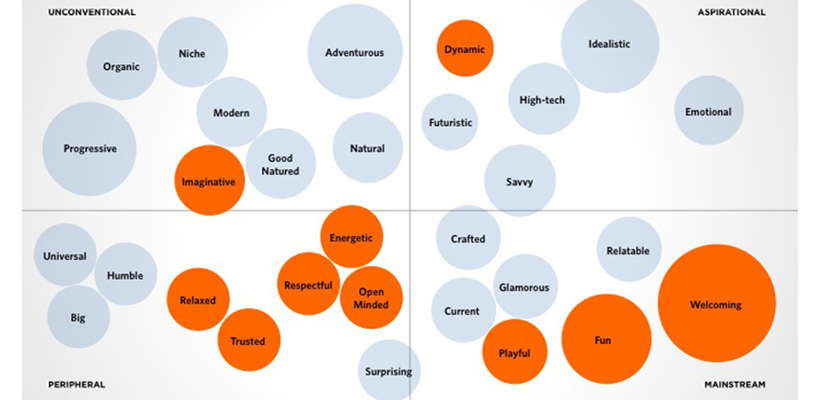 UNCONVENTIONAL
ASPIRATIONAL
Organic
Niche
Adventurous
Modern
Progressive
Imaginative
Good
Natured
Natural
Dynamic
Idealistic
High-tech
Futuristic
Emotional
Savvy
Universal
Humble
Big
Relaxed
Trusted
Energetic
Respectful
Open
Minded
Surprising
Crafted
Relatable
Glamorous
Current
Welcoming
Playful
Fun
PERIPHERAL
MAINSTREAM